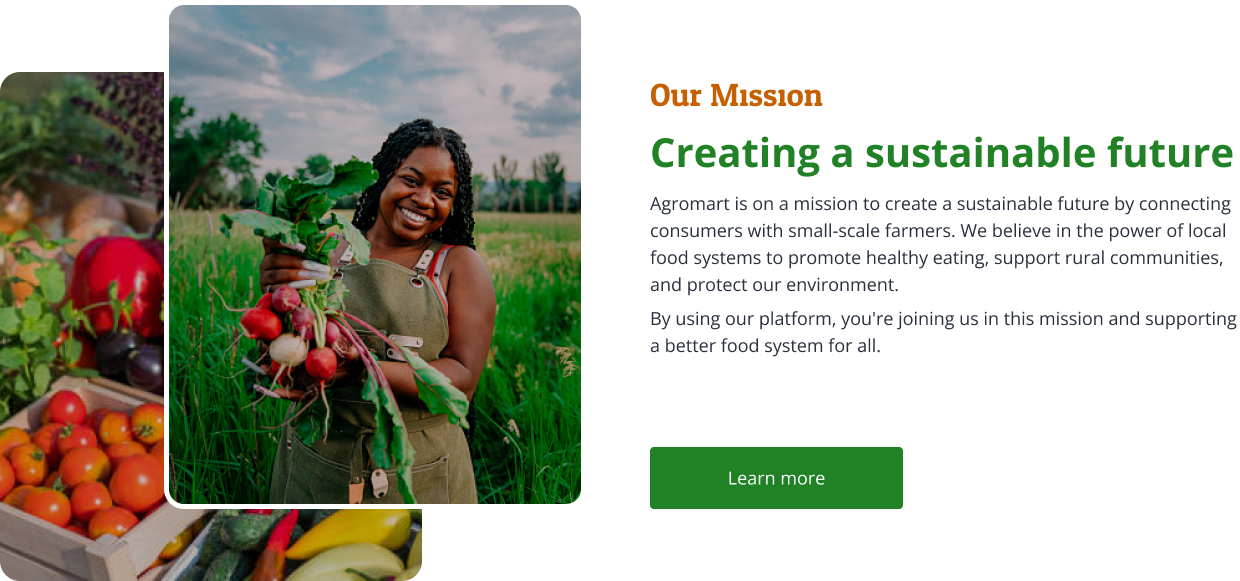 Our Mission
Creating a sustainable future
Agromart is on a mission to create a sustainable future by connecting
consumers with small-scale farmers. We believe in the power of local
food systems to promote healthy eating, support rural communities,
and protect our environment.
By using our platform, you're joining us in this mission and supporting
a better food system for all.
Learn more